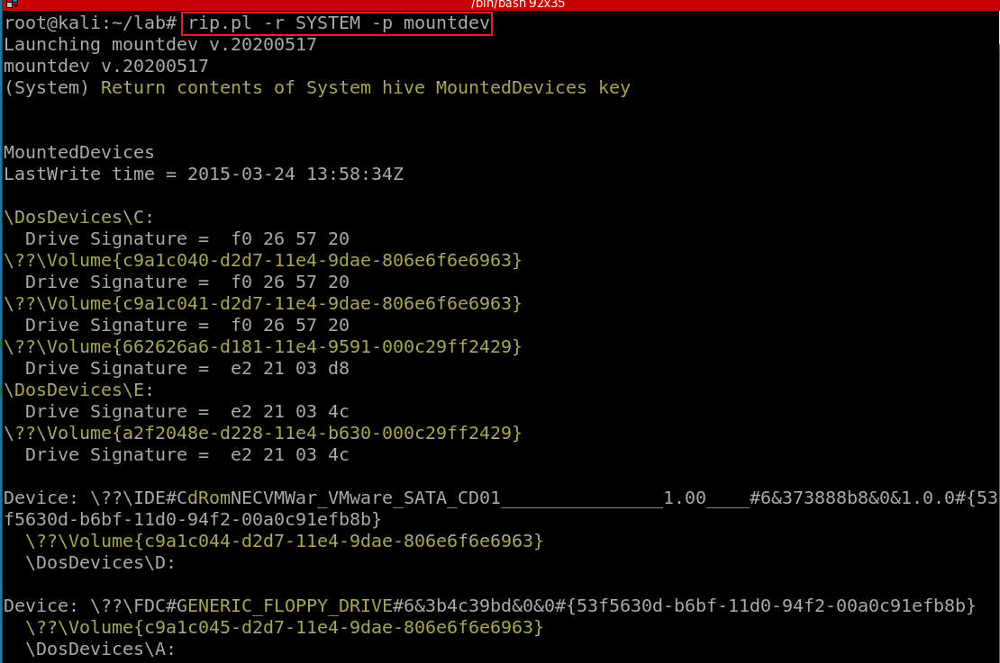 /bin/bash 92x35
root@kali:~/lab# rip.pl -r SYSTEM -p mountdev
Launching mountdev v.20200517
mountdev v.20200517
(System) Return contents of System hive MountedDevices key
MountedDevices
LastWrite time = 2015-03-24 13:58:34Z
\DosDevices\C:
  Drive Signature =  f0 26 57 20
\??\Volume{c9a1c040-d2d7-11e4-9dae-806e6f6e6963}
  Drive Signature =  f0 26 57 20
\??\Volume{c9a1c041-d2d7-11e4-9dae-806e6f6e6963}
  Drive Signature =  f0 26 57 20
\??\Volume{662626a6-d181-11e4-9591-000c29ff2429}
  Drive Signature =  e2 21 03 d8
\DosDevices\E:
  Drive Signature =  e2 21 03 4c
\??\Volume{a2f2048e-d228-11e4-b630-000c29ff2429}
  Drive Signature =  e2 21 03 4c
Device: \??\IDE#CdRomNECVMWar_VMware_SATA_CD01_______________1.00____#6&373888b8&0&1.0.0#{53
f5630d-b6bf-11d0-94f2-00a0c91efb8b}
  \??\Volume{c9a1c044-d2d7-11e4-9dae-806e6f6e6963}
  \DosDevices\D:
Device: \??\FDC#GENERIC_FLOPPY_DRIVE#6&3b4c39bd&0&0#{53f5630d-b6bf-11d0-94f2-00a0c91efb8b}
  \??\Volume{c9a1c045-d2d7-11e4-9dae-806e6f6e6963}
  \DosDevices\A: